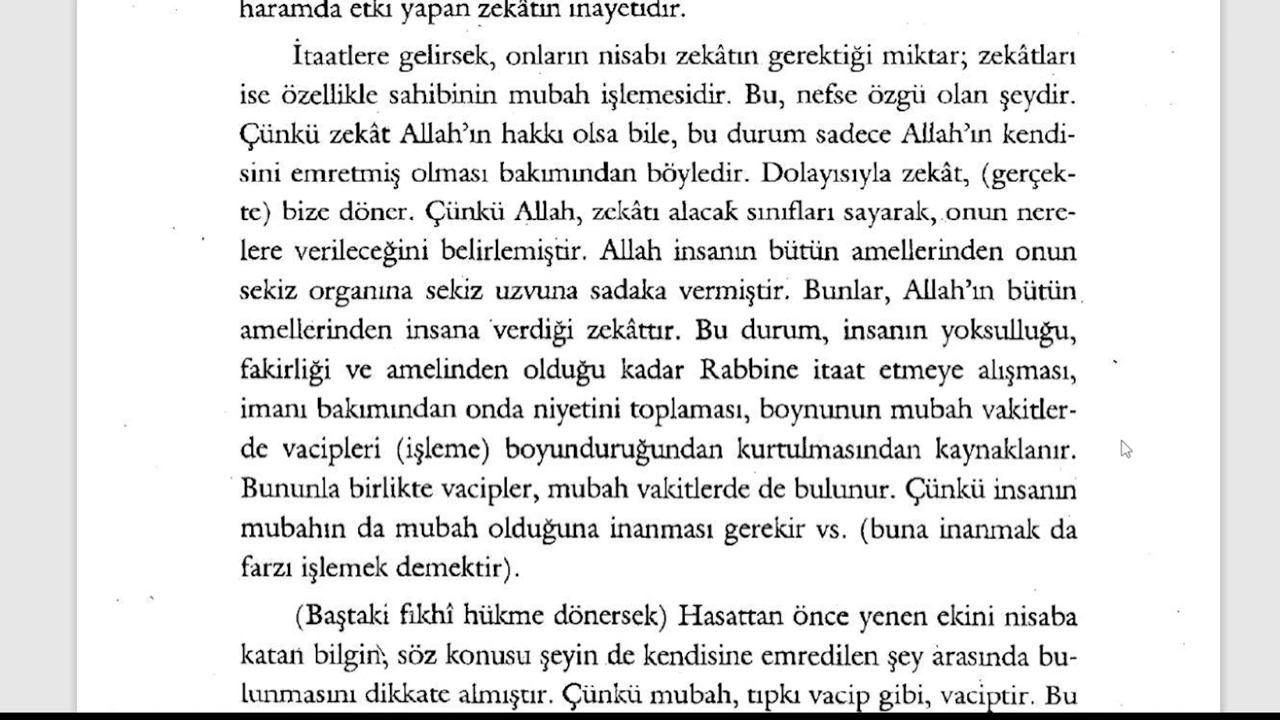 haramda etki yapan zekâtın inayetidir.
İtaatlere gelirsek, onların nisabı zekâtın gerektiği miktar; zekâtları
ise özellikle sahibinin mubah işlemesidir. Bu, nefse özgü olan şeydir.
Çünkü zekât Allah’ın hakkı olsa bile, bu durum sadece Allah’ın kendi-
sini emretmiş olması bakımından böyledir. Dolayısıyla zekât, (gerçek-
te) bize döner. Çünkü Allah, zekâtı alacak sınıfları sayarak, onun nere-
lere verileceğini belirlemiştir. Allah insanın bütün amellerinden onun
sekiz organına sekiz uzvuna sadaka vermiştir. Bunlar, Allah’ın bütün
amellerinden insana verdiği zekâttır. Bu durum, insanın yoksulluğu,
fakirliği ve amelinden olduğu kadar Rabbine itaat etmeye alışması,
imanı bakımından onda niyetini toplaması, boynunun mubah vakitler-
de vacipleri (işleme) boyunduruğundan kurtulmasından kaynaklanır.
Bununla birlikte vacipler, mubah vakitlerde de bulunur. Çünkü insanın
mubahın da mubah olduğuna inanması gerekir vs. (buna inanmak da
farzı işlemek demektir).
(Baştaki fıkhî hükme dönersek) Hasattan önce yenen ekini nisaba
katan bilgin, söz konusu şeyin de kendisine emredilen şey arasında bu-
lunmasını dikkate almıştır. Çünkü mubah, tıpkı vacip gibi, vaciptir. Bu